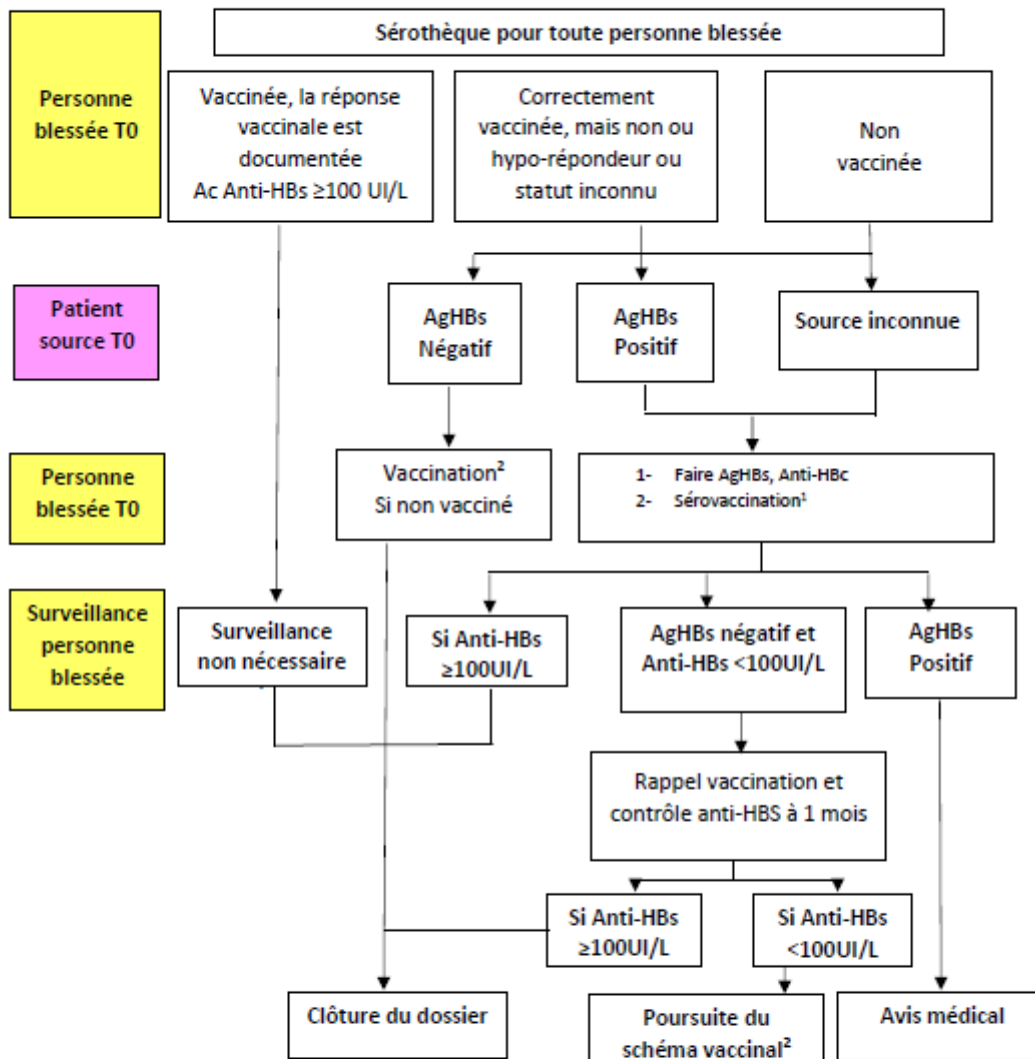 Sérothèque pour toute personne blessée
Personne
blessée T0
Vaccinée, la réponse
vaccinale est
documentée
Ac Anti-HBs ≥100 UI/L
Correctement
vaccinée, mais non ou
hypo-répondeur ou
statut inconnu
Non
vaccinée
Patient
source T0
AgHBs
Négatif
AgHBs
Positif
Source inconnue
Personne
blessée T0
Vaccination²
Si non vacciné
1- Faire AgHBs, Anti-HBc
2- Sérovaccination¹
Surveillance
personne
blessée
Surveillance
non nécessaire
Si Anti-HBs
≥100UI/L
AgHBs négatif et
Anti-HBs <100UI/L
AgHBs
Positif
Rappel vaccination et
contrôle anti-HBS à 1 mois
Si Anti-HBs
≥100UI/L
Si Anti-HBs
<100UI/L
Clôture du dossier
Poursuite du
schéma vaccinal²
Avis médical